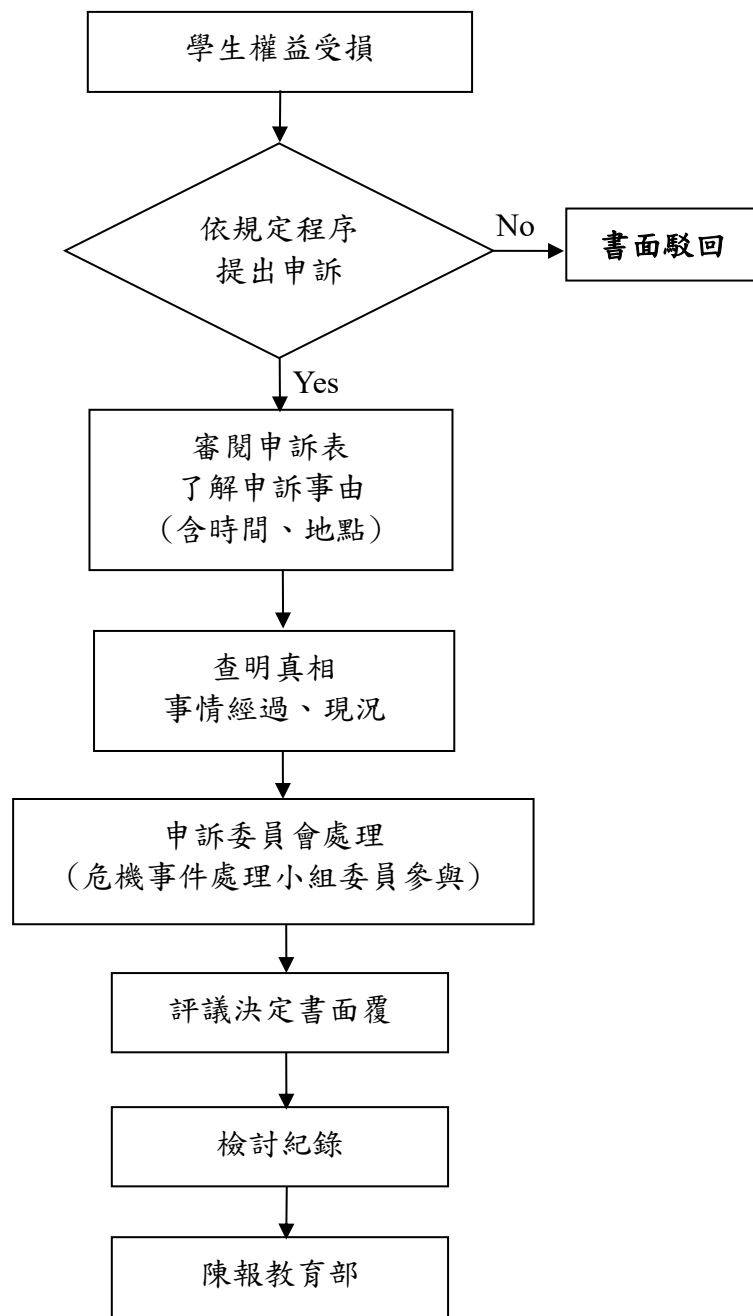 學生權益受損
依規定程序
提出申訴
No
書面駁回
Yes
審閱申訴表
了解申訴事由
（含時間、地點）
查明真相
事情經過、現況
申訴委員會處理
（危機事件處理小組委員參與）
評議決定書面覆
檢討紀錄
陳報教育部